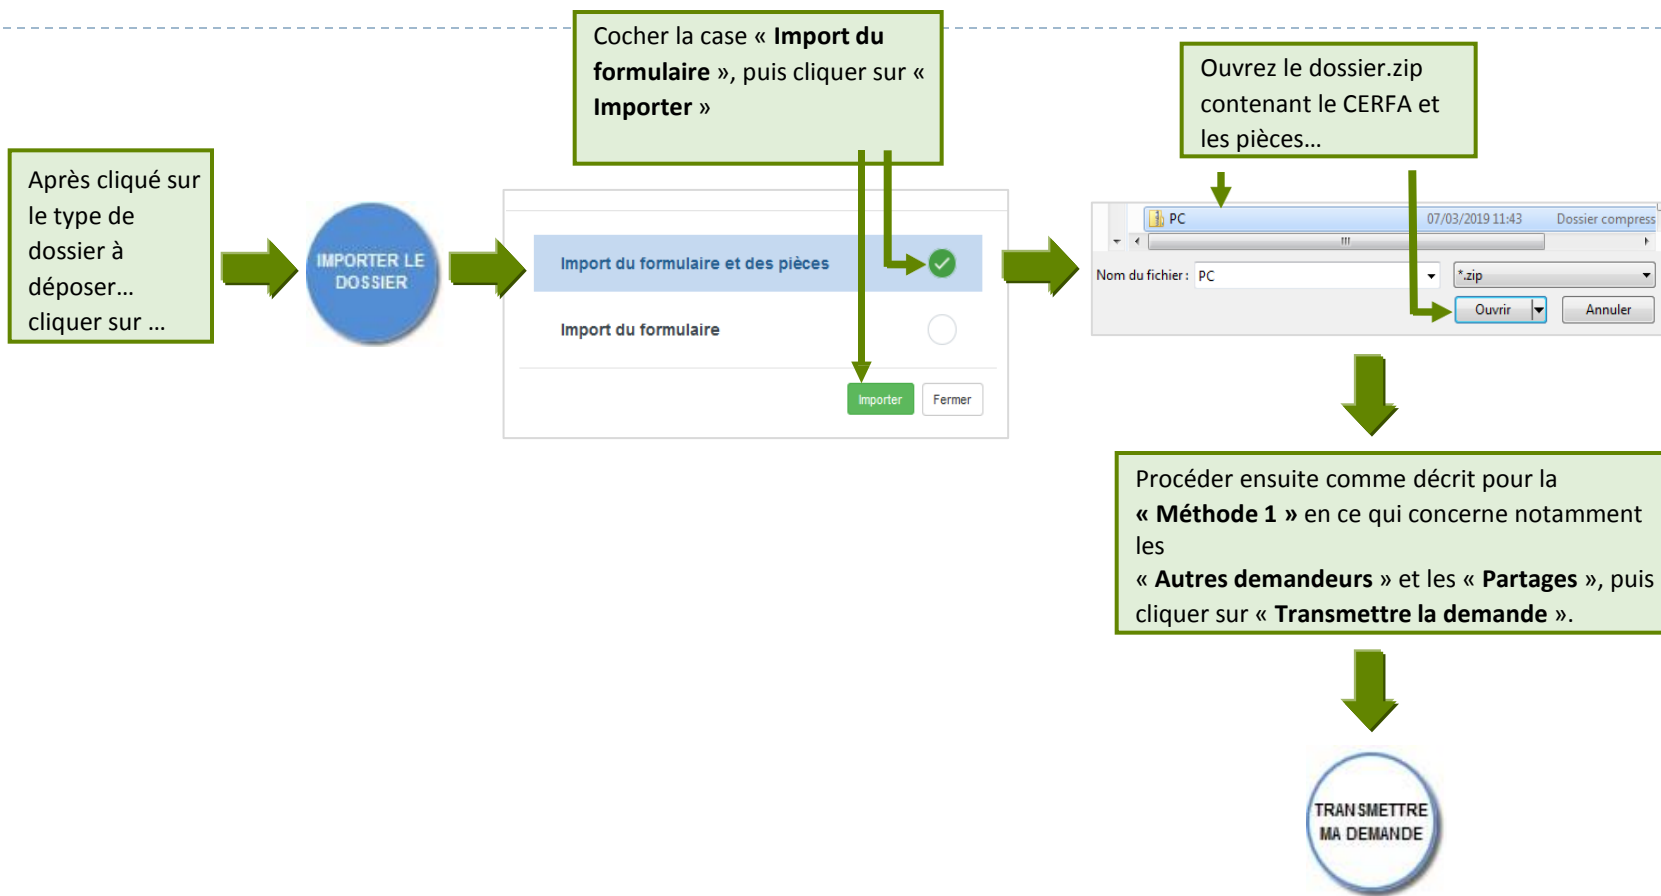 Cocher la case « Import du
formulaire », puis cliquer sur «
Importer »
Ouvrez le dossier.zip
contenant le CERFA et
les pièces…
Après cliqué sur
le type de
dossier à
déposer…
cliquer sur …
IMPORTER LE
DOSSIER
Import du formulaire et des pièces
Import du formulaire
Importer
Fermer
PC 07/03/2019 11:43 Dossier compress
Nom du fichier : PC *.zip
Ouvrir Annuler
Procéder ensuite comme décrit pour la
« Méthode 1 » en ce qui concerne notamment
les
« Autres demandeurs » et les « Partages », puis
cliquer sur « Transmettre la demande ».
TRANSMETTRE
MA DEMANDE